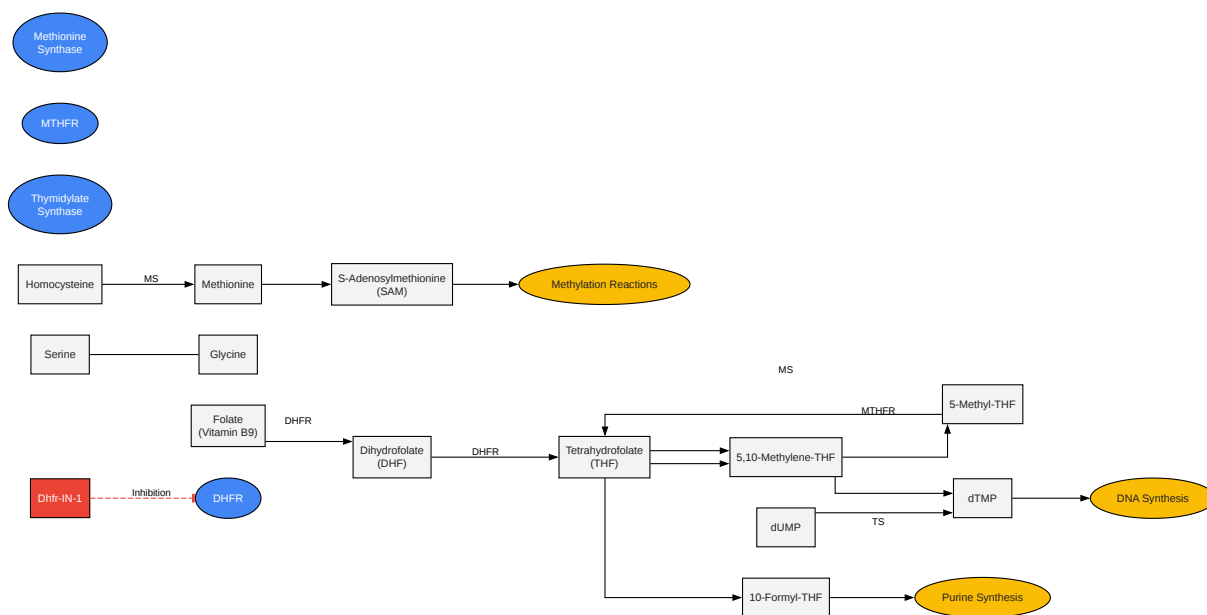 Methionine
Synthase
MTHFR
Thymidylate
Synthase
Homocysteine
MS
Methionine
S-Adenosylmethionine
(SAM)
Methylation Reactions
Serine
Glycine
MS
Folate
(Vitamin B9)
DHFR
Dihydrofolate
(DHF)
DHFR
Tetrahydrofolate
(THF)
MTHFR
5-Methyl-THF
5,10-Methylene-THF
Dhfr-IN-1
Inhibition
DHFR
dUMP
TS
dTMP
DNA Synthesis
10-Formyl-THF
Purine Synthesis